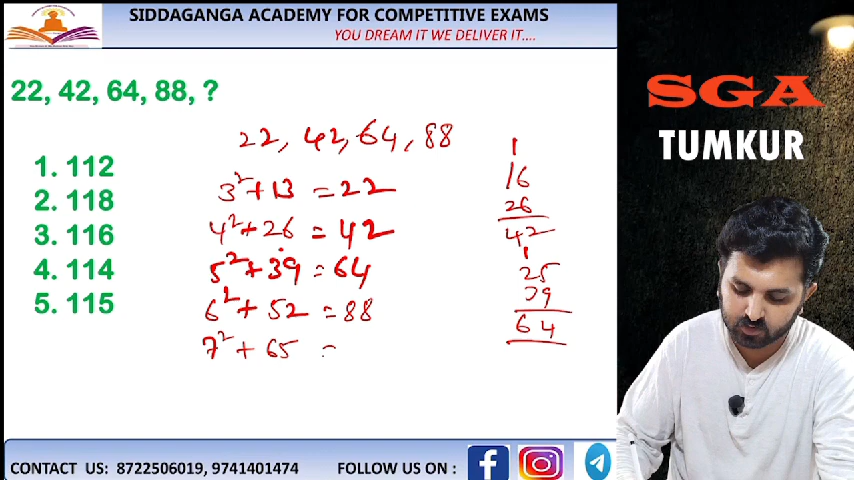 SIDDAGANGA ACADEMY FOR COMPETITIVE EXAMS
YOU DREAM IT WE DELIVER IT....
22, 42, 64, 88, ?
1. 112
2. 118
3. 116
4. 114
5. 115
22, 42, 64, 88
3² + 13 = 22
4² + 26 = 42
5² + 39 = 64
6² + 52 = 88
7² + 65 =
1
16
26
42
1
25
39
64
SGA
TUMKUR
CONTACT US: 8722506019, 9741401474
FOLLOW US ON :